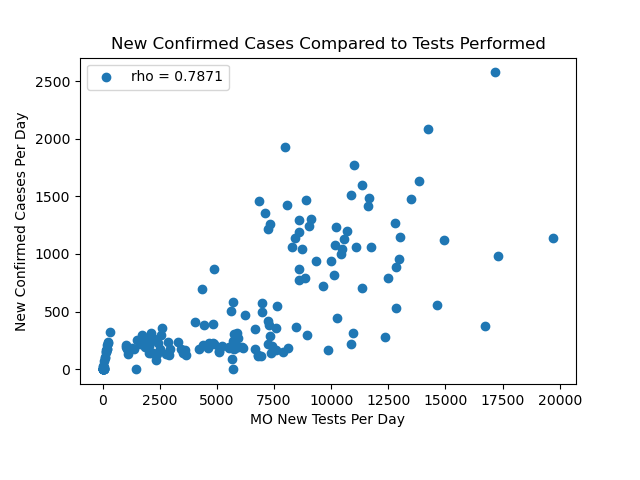 New Confirmed Cases Compared to Tests Performed
rho = 0.7871
New Confirmed Caeses Per Day
2500
2000
1500
1000
500
0
0 2500 5000 7500 10000 12500 15000 17500 20000
MO New Tests Per Day